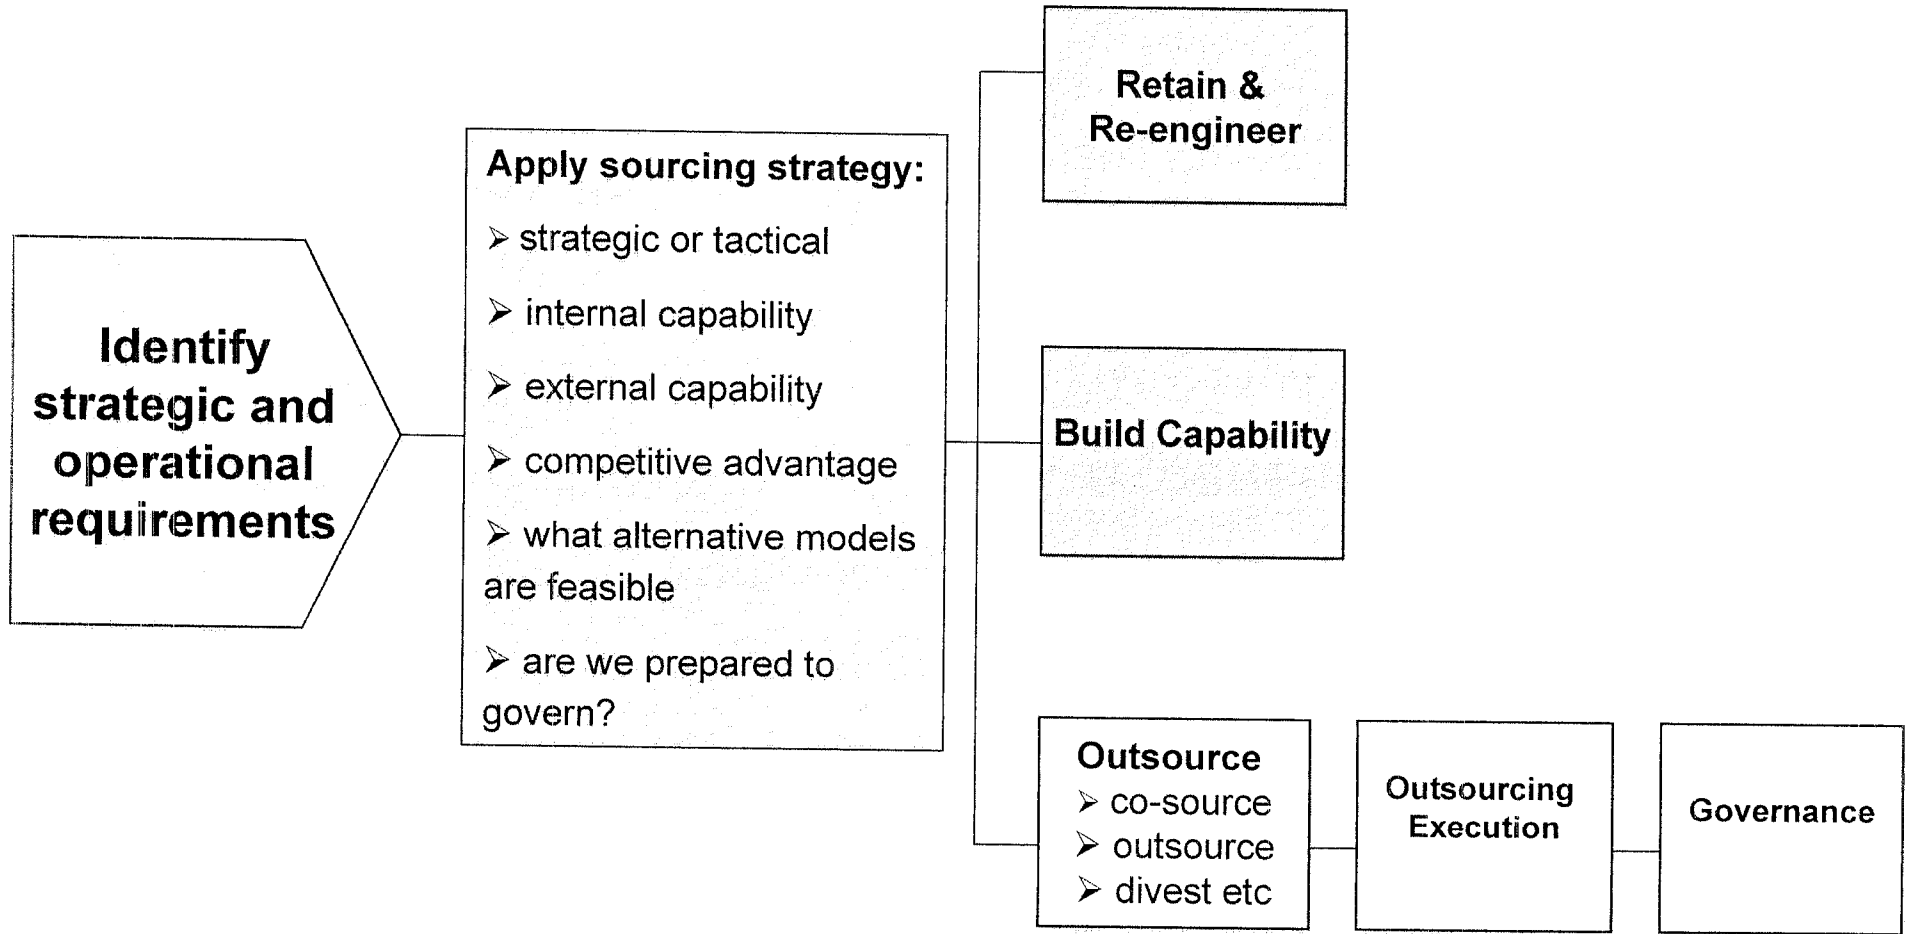 Identify
strategic and
operational
requirements
Apply sourcing strategy:
➢ strategic or tactical
➢ internal capability
➢ external capability
➢ competitive advantage
➢ what alternative models
are feasible
➢ are we prepared to
govern?
Retain &
Re-engineer
Build Capability
Outsource
➢ co-source
➢ outsource
➢ divest etc
Outsourcing
Execution
Governance